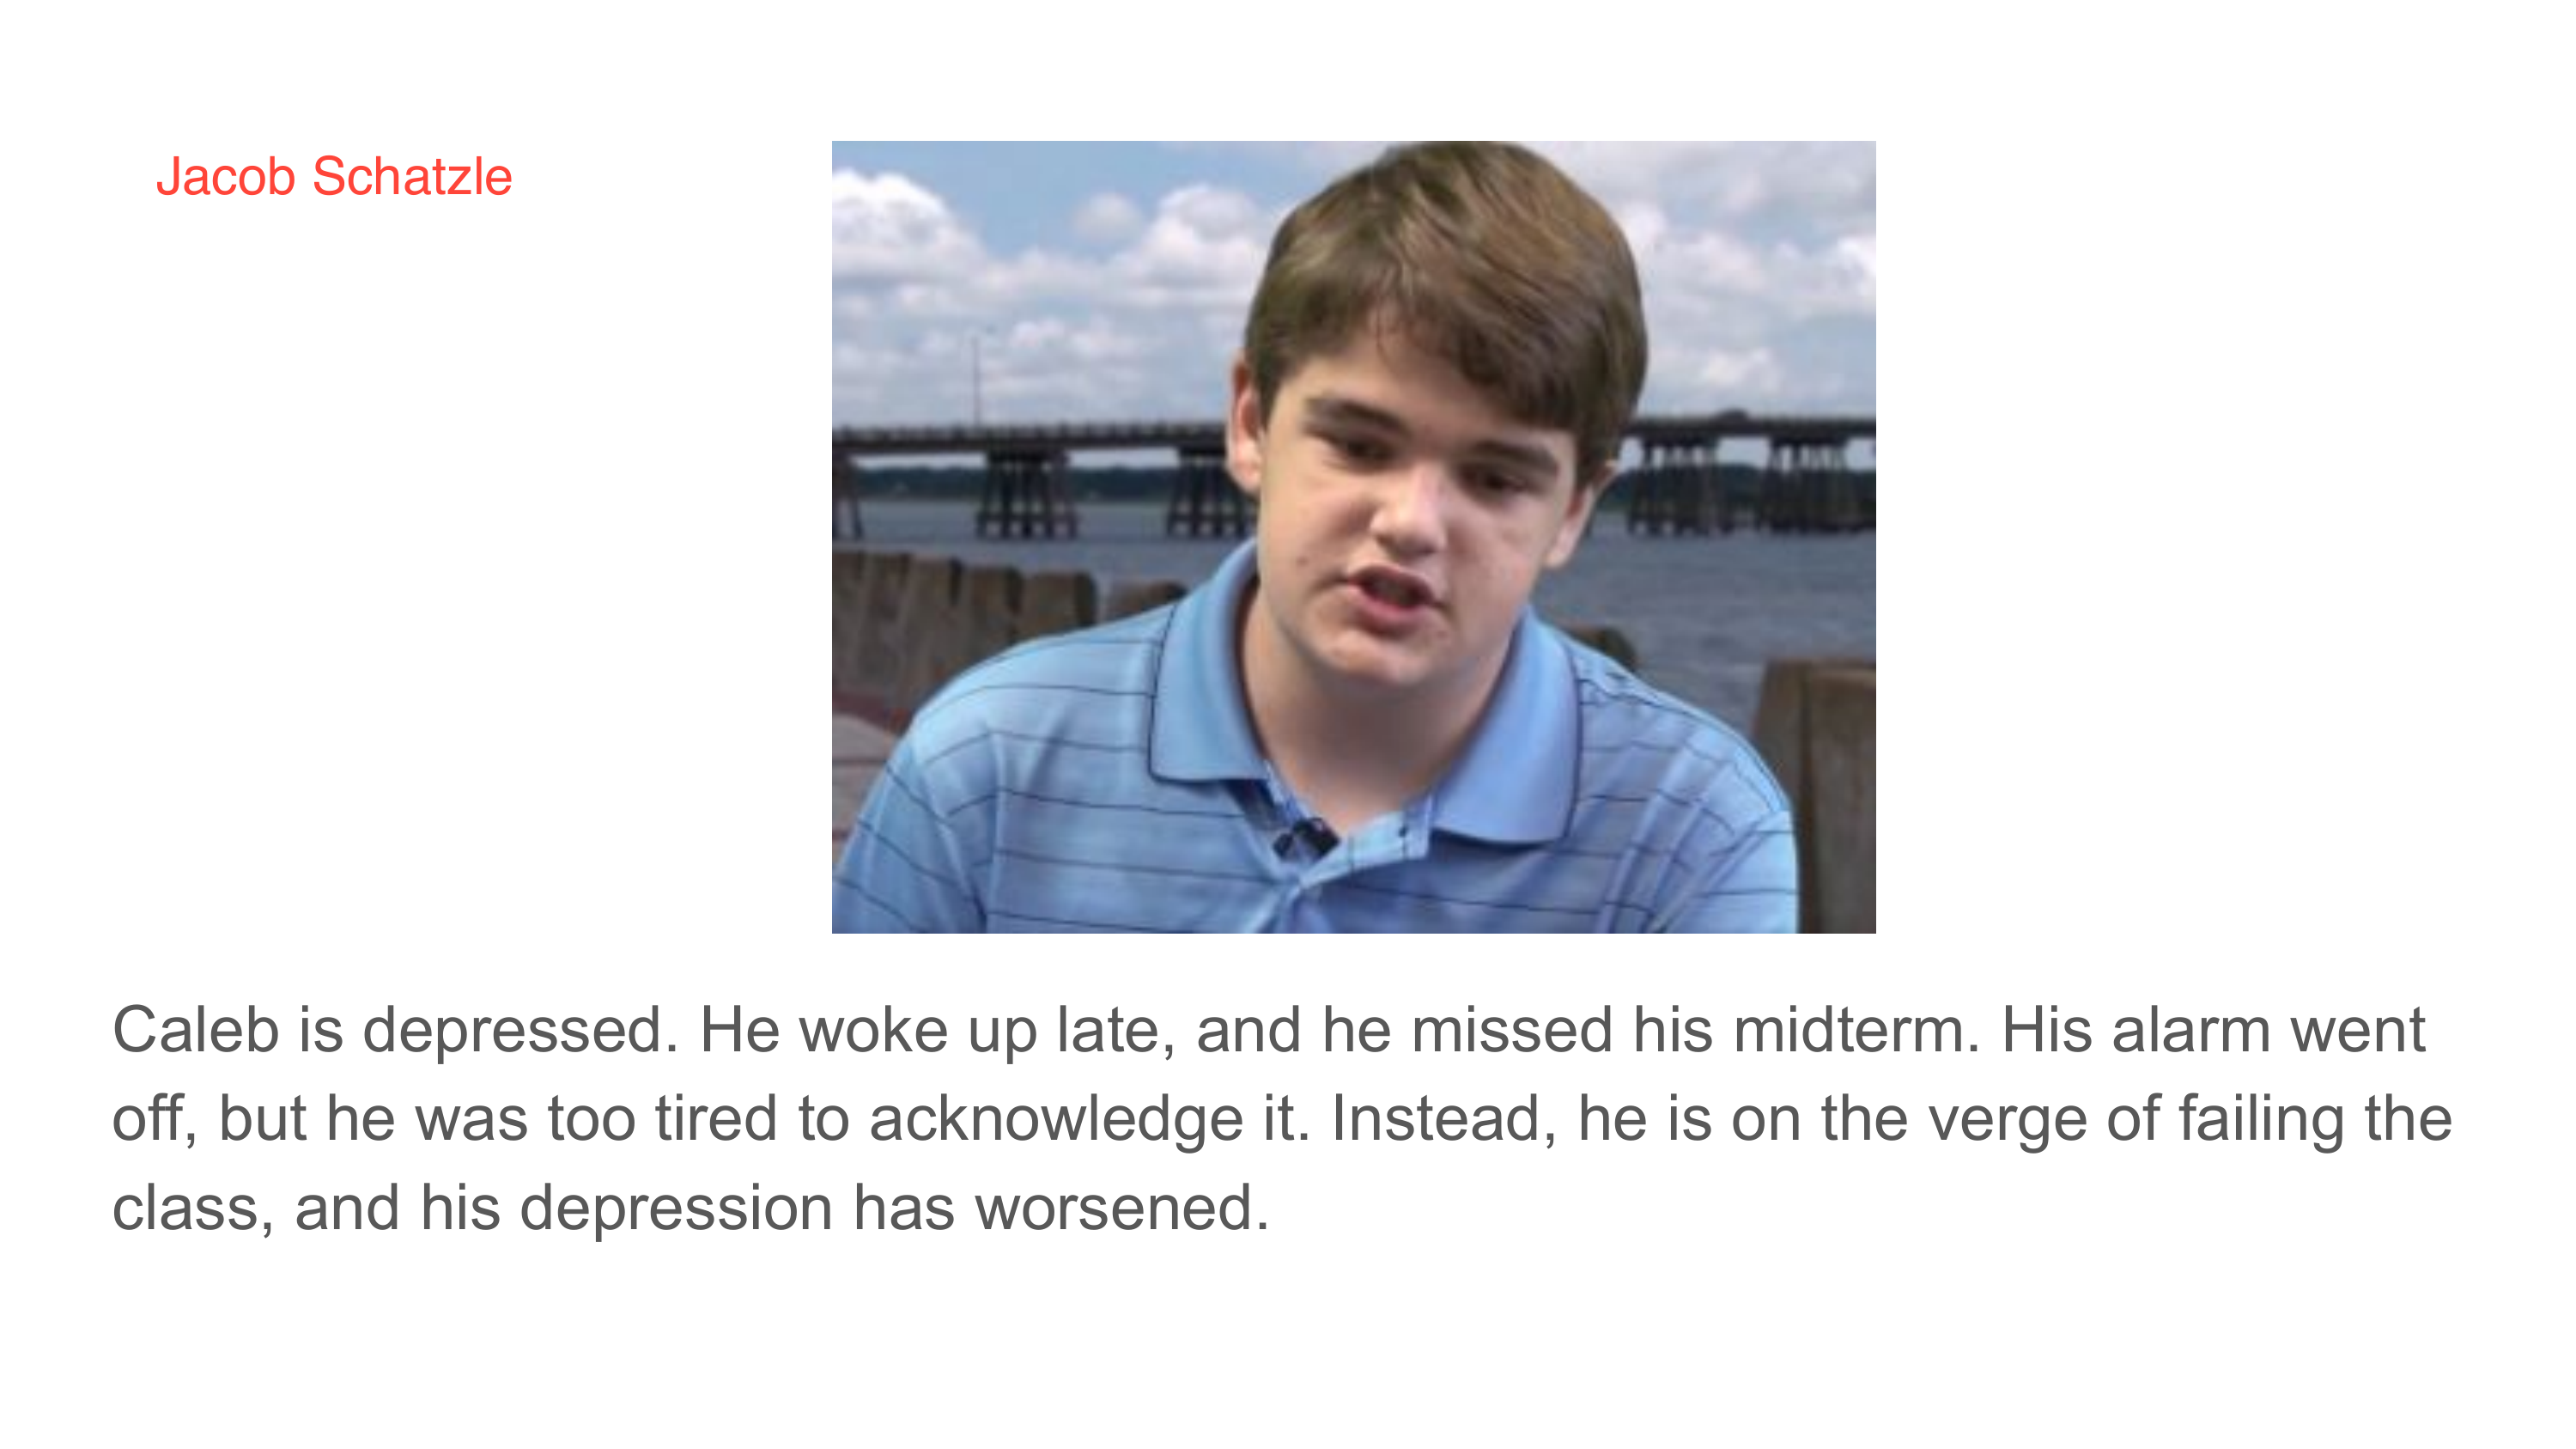 Jacob Schatzle
Caleb is depressed. He woke up late, and he missed his midterm. His alarm went
off, but he was too tired to acknowledge it. Instead, he is on the verge of failing the
class, and his depression has worsened.